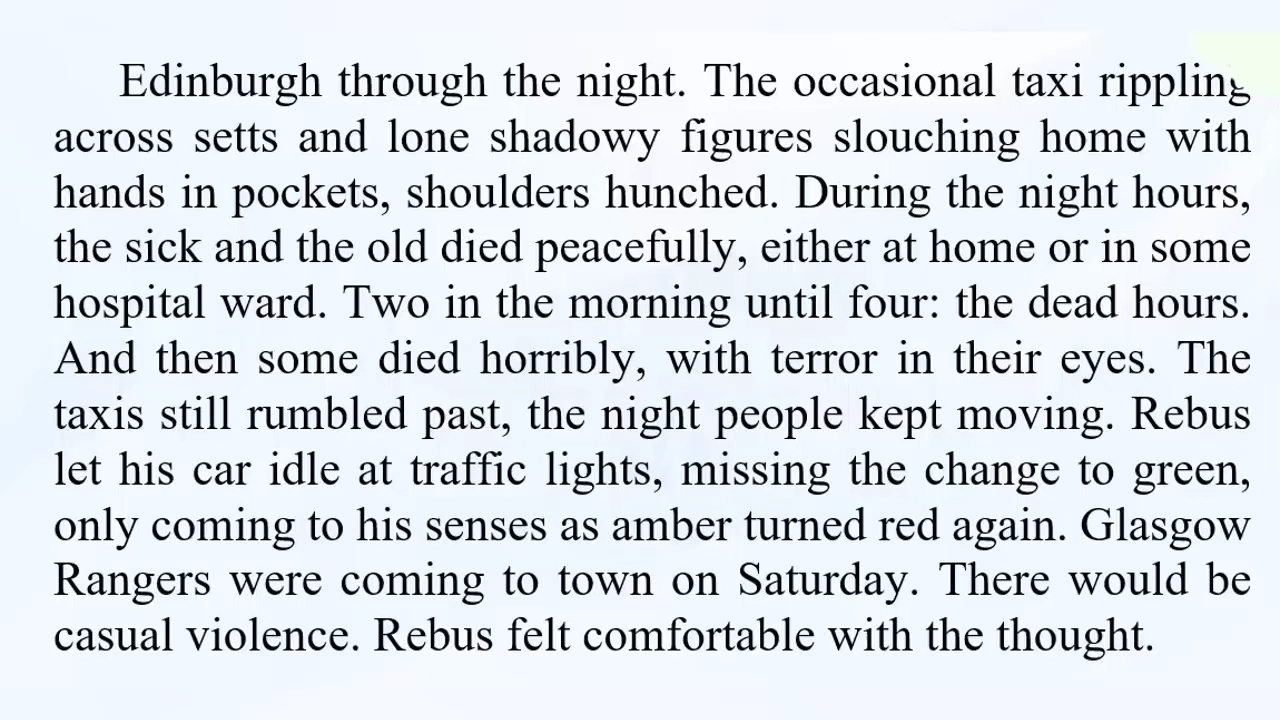 Edinburgh through the night. The occasional taxi rippling
across setts and lone shadowy figures slouching home with
hands in pockets, shoulders hunched. During the night hours,
the sick and the old died peacefully, either at home or in some
hospital ward. Two in the morning until four: the dead hours.
And then some died horribly, with terror in their eyes. The
taxis still rumbled past, the night people kept moving. Rebus
let his car idle at traffic lights, missing the change to green,
only coming to his senses as amber turned red again. Glasgow
Rangers were coming to town on Saturday. There would be
casual violence. Rebus felt comfortable with the thought.